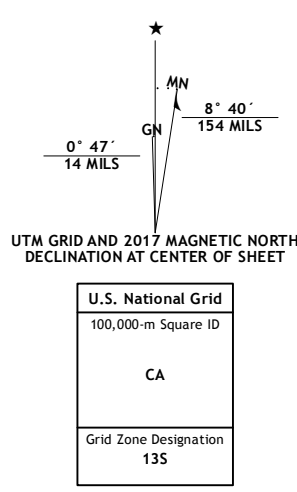 ★
MN
GN
8° 40´
154 MILS
0° 47´
14 MILS
UTM GRID AND 2017 MAGNETIC NORTH
DECLINATION AT CENTER OF SHEET
U.S. National Grid
100,000-m Square ID
CA
Grid Zone Designation
13S